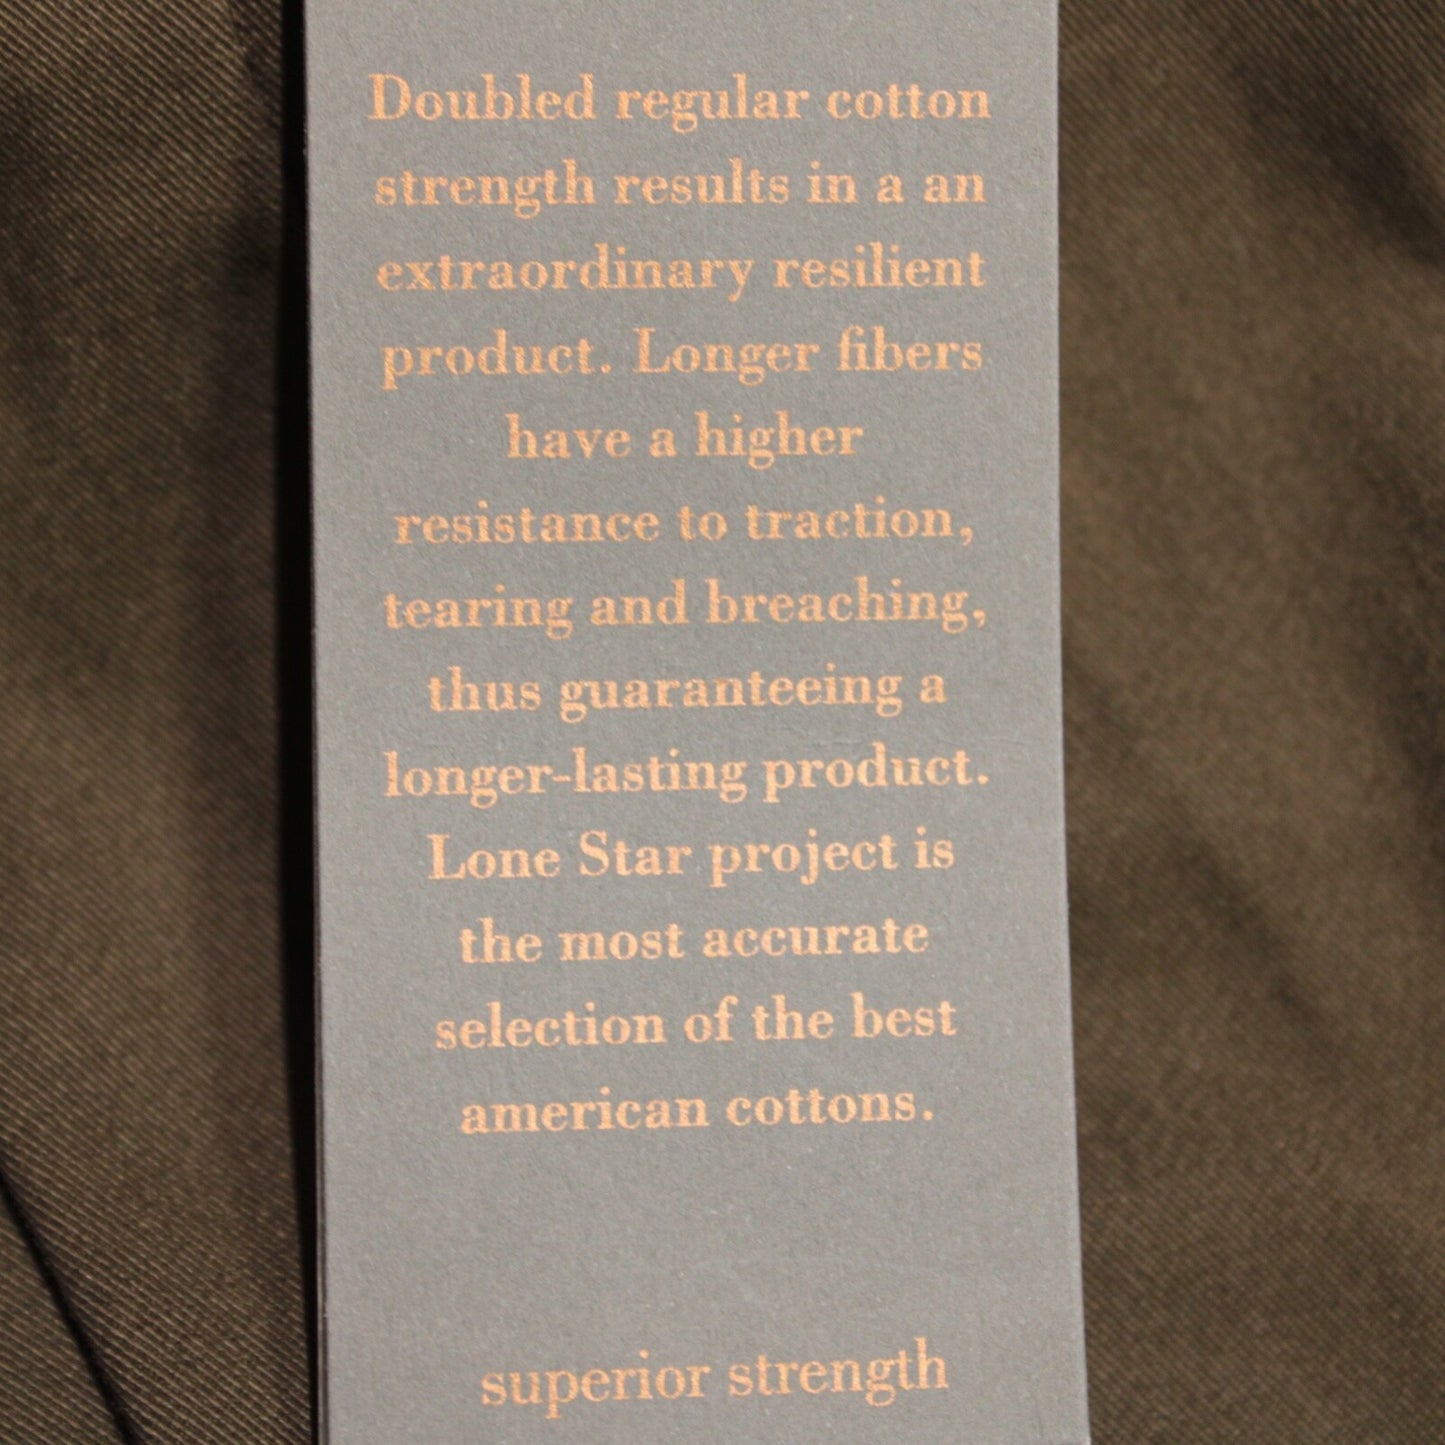 Doubled regular cotton
strength results in a an
extraordinary resilient
product. Longer fibers
have a higher
resistance to traction,
tearing and breaching,
thus guaranteeing a
longer-lasting product.
Lone Star project is
the most accurate
selection of the best
american cottons.
superior strength